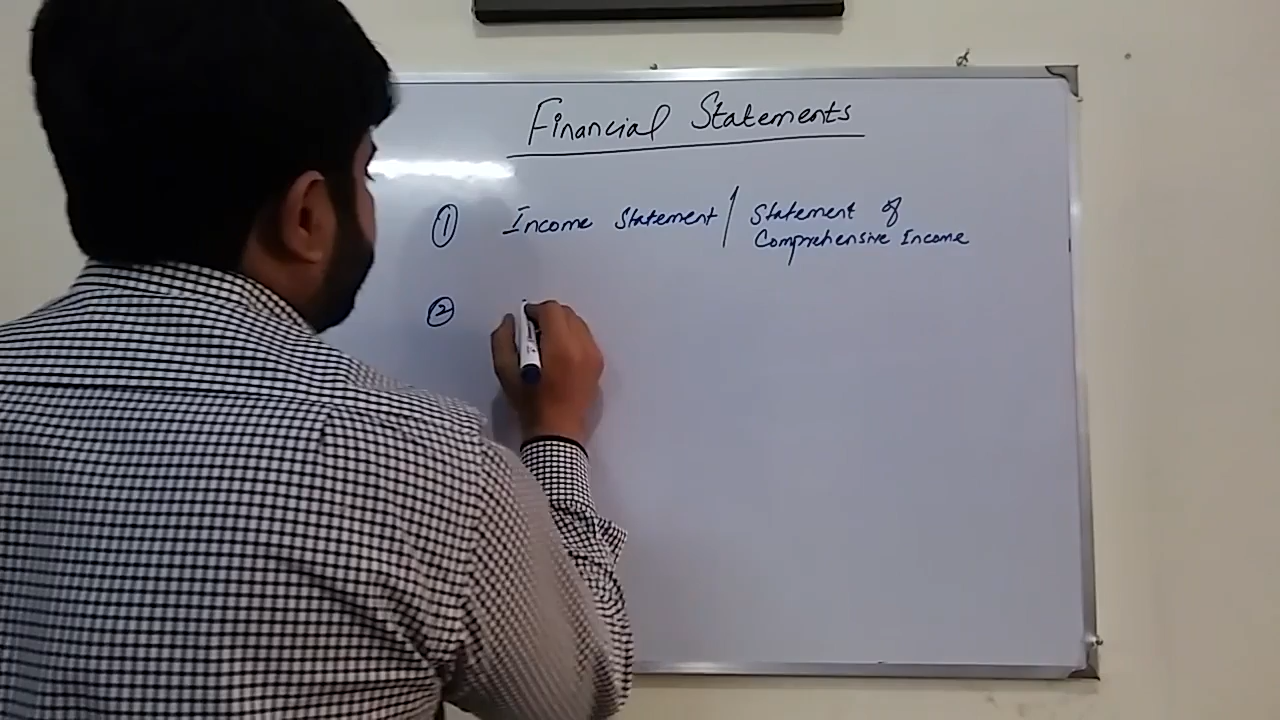 Financial Statements
① Income Statement / Statement of
Comprehensive Income
②